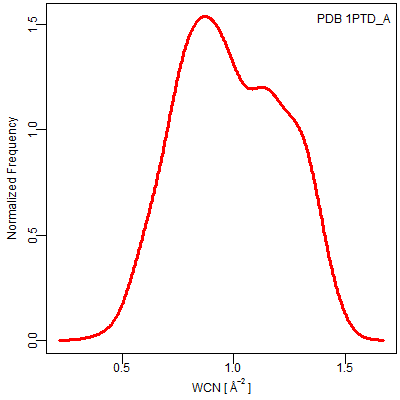 PDB 1PTD_A
Normalized Frequency
1.5
1.0
0.5
0.0
0.5 1.0 1.5
WCN [ Å⁻² ]